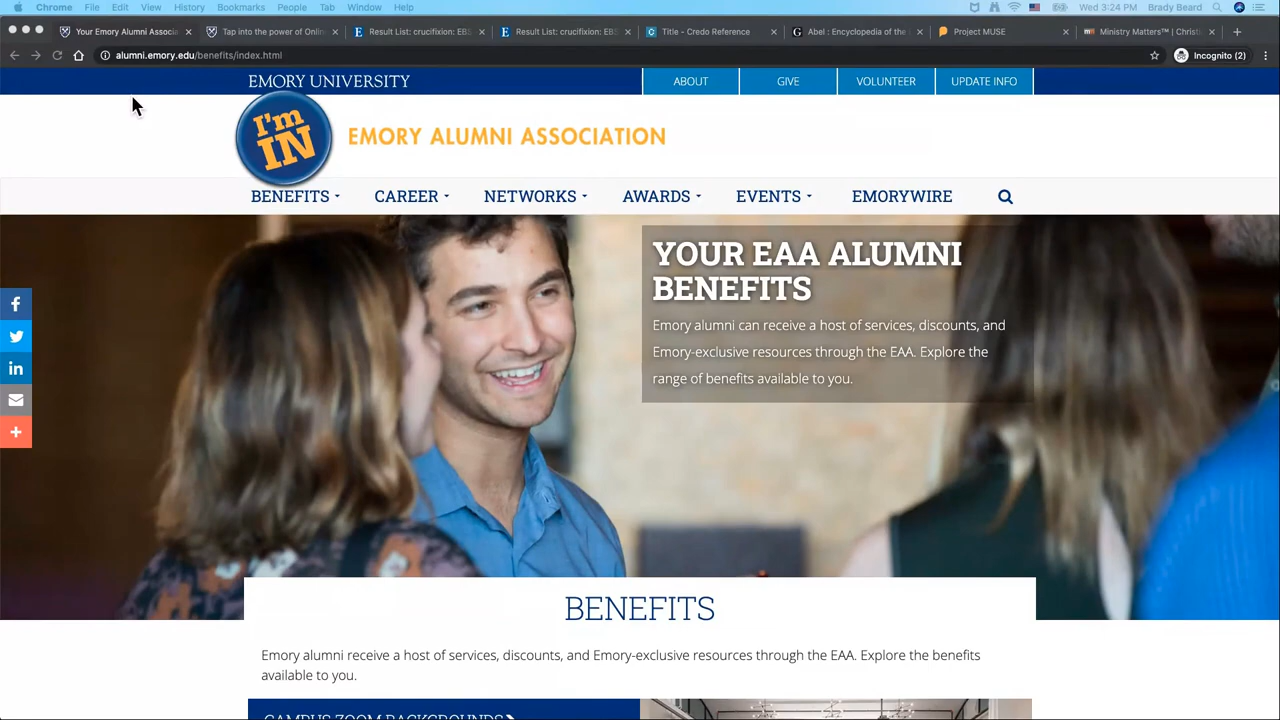 Chrome File Edit View History Bookmarks People Tab Window Help Wed 3:24 PM Brady Beard
Your Emory Alumni Associa Tap into the power of Onlin Result List: crucifixion: EBS Result List: crucifixion: EBS Title - Credo Reference Abel : Encyclopedia of the Project MUSE Ministry Matters™ | Christi
alumni.emory.edu/benefits/index.html Incognito (2)
EMORY UNIVERSITY ABOUT GIVE VOLUNTEER UPDATE INFO
I'm IN
EMORY ALUMNI ASSOCIATION
BENEFITS CAREER NETWORKS AWARDS EVENTS EMORYWIRE
YOUR EAA ALUMNI
BENEFITS
Emory alumni can receive a host of services, discounts, and
Emory-exclusive resources through the EAA. Explore the
range of benefits available to you.
BENEFITS
Emory alumni receive a host of services, discounts, and Emory-exclusive resources through the EAA. Explore the benefits
available to you.
CAMPUS ZOOM BACKGROUNDS